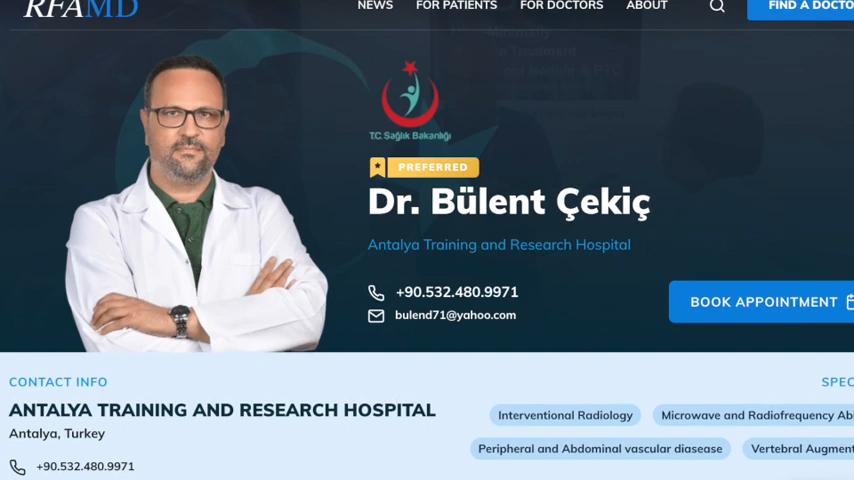 RFAMD
NEWS FOR PATIENTS FOR DOCTORS ABOUT FIND A DOCTO
T.C. Sağlık Bakanlığı
PREFERRED
Dr. Bülent Çekiç
Antalya Training and Research Hospital
+90.532.480.9971
bulend71@yahoo.com
BOOK APPOINTMENT
CONTACT INFO
SPEC
ANTALYA TRAINING AND RESEARCH HOSPITAL
Antalya, Turkey
+90.532.480.9971
Interventional Radiology
Microwave and Radiofrequency Abl
Peripheral and Abdominal vascular diasease
Vertebral Augment